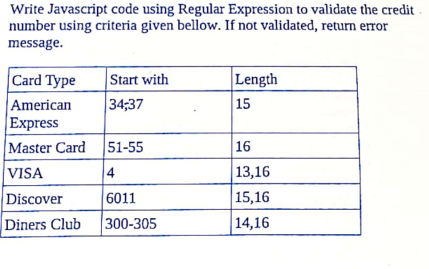 Write Javascript code using Regular Expression to validate the credit
number using criteria given bellow. If not validated, return error
message.
Card Type Start with Length
American Express 34;37 15
Master Card 51-55 16
VISA 4 13,16
Discover 6011 15,16
Diners Club 300-305 14,16